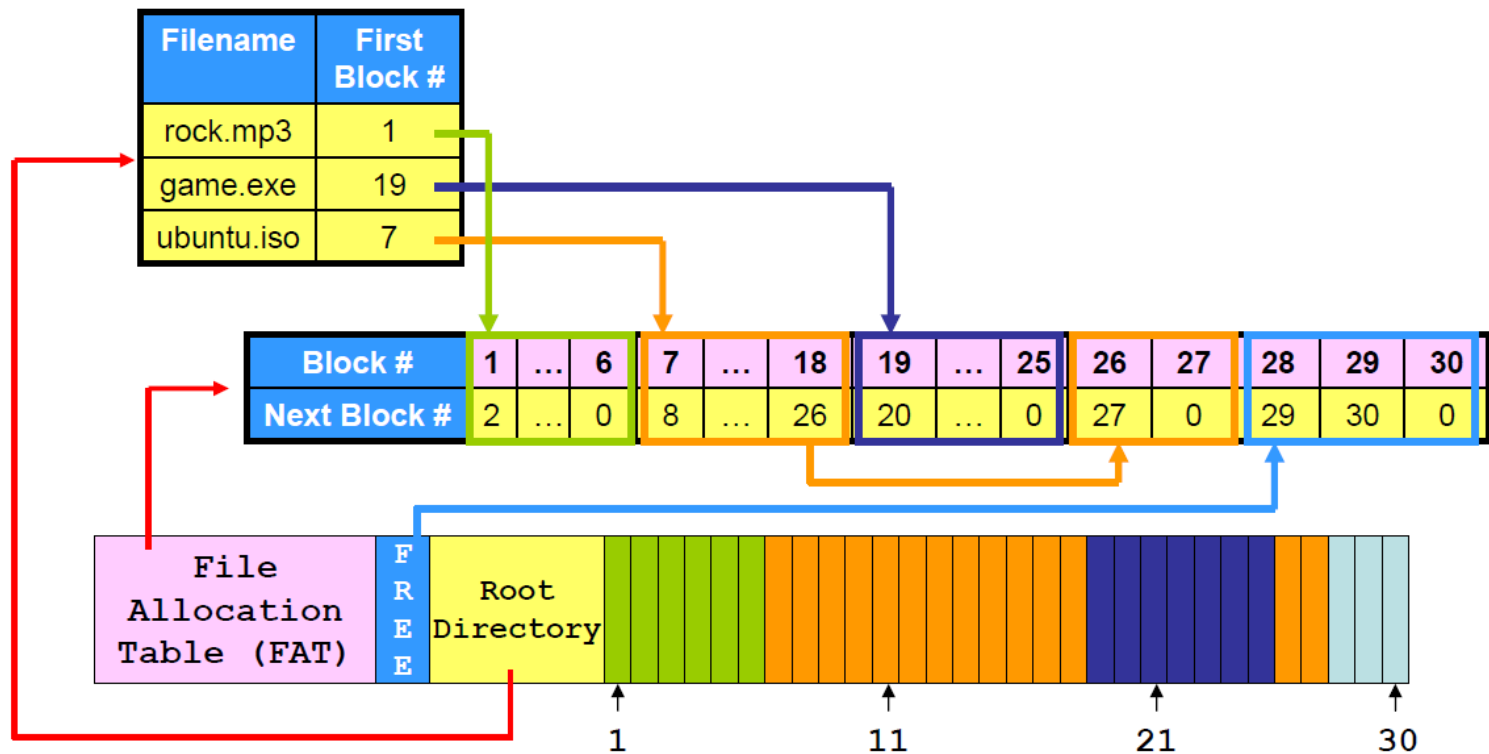 Filename First Block #
rock.mp3 1
game.exe 19
ubuntu.iso 7
Block # 1 ... 6 7 ... 18 19 ... 25 26 27 28 29 30
Next Block # 2 ... 0 8 ... 26 20 ... 0 27 0 29 30 0
File Allocation Table (FAT)
FREE
Root Directory
1 11 21 30